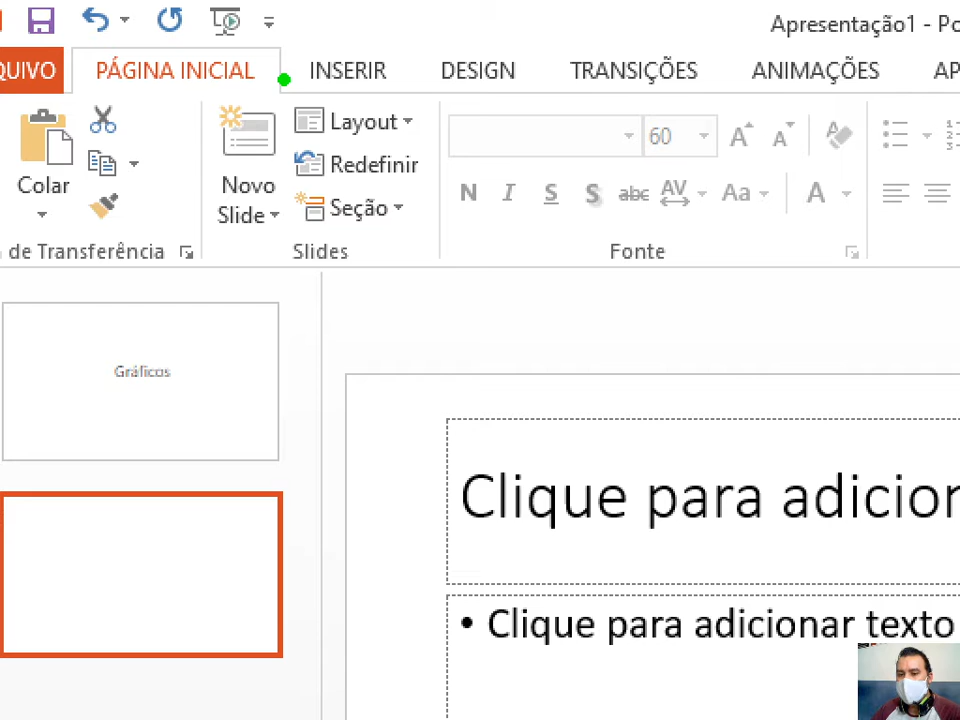 Apresentação1 - Po
QUIVO PÁGINA INICIAL INSERIR DESIGN TRANSIÇÕES ANIMAÇÕES AP
Colar
Novo
Slide
Layout
Redefinir
Seção
60
N I S S abc AV Aa A
de Transferência Slides Fonte
Gráficos
Clique para adicion
• Clique para adicionar texto